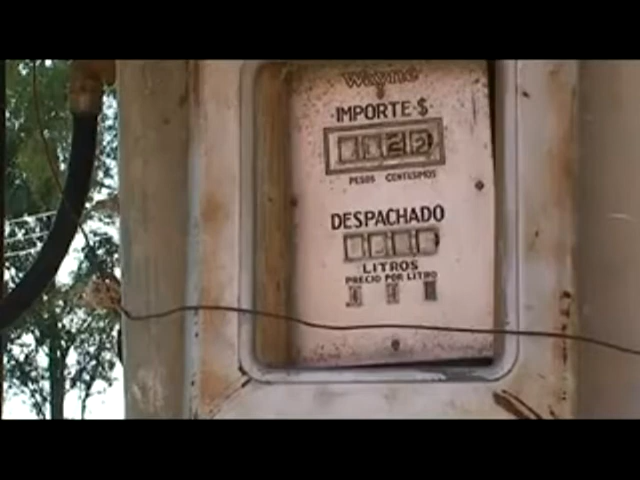 Wayne
IMPORTE $
PESOS CENTESIMOS
DESPACHADO
LITROS
PRECIO POR LITRO